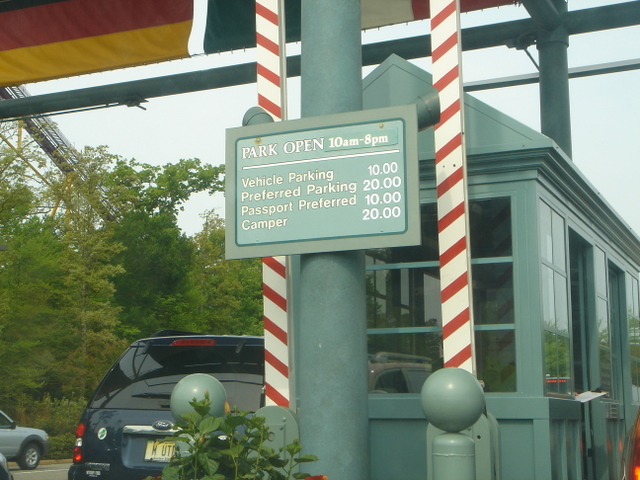 PARK OPEN 10am-8pm
Vehicle Parking 10.00
Preferred Parking 20.00
Passport Preferred 10.00
Camper 20.00
Ford